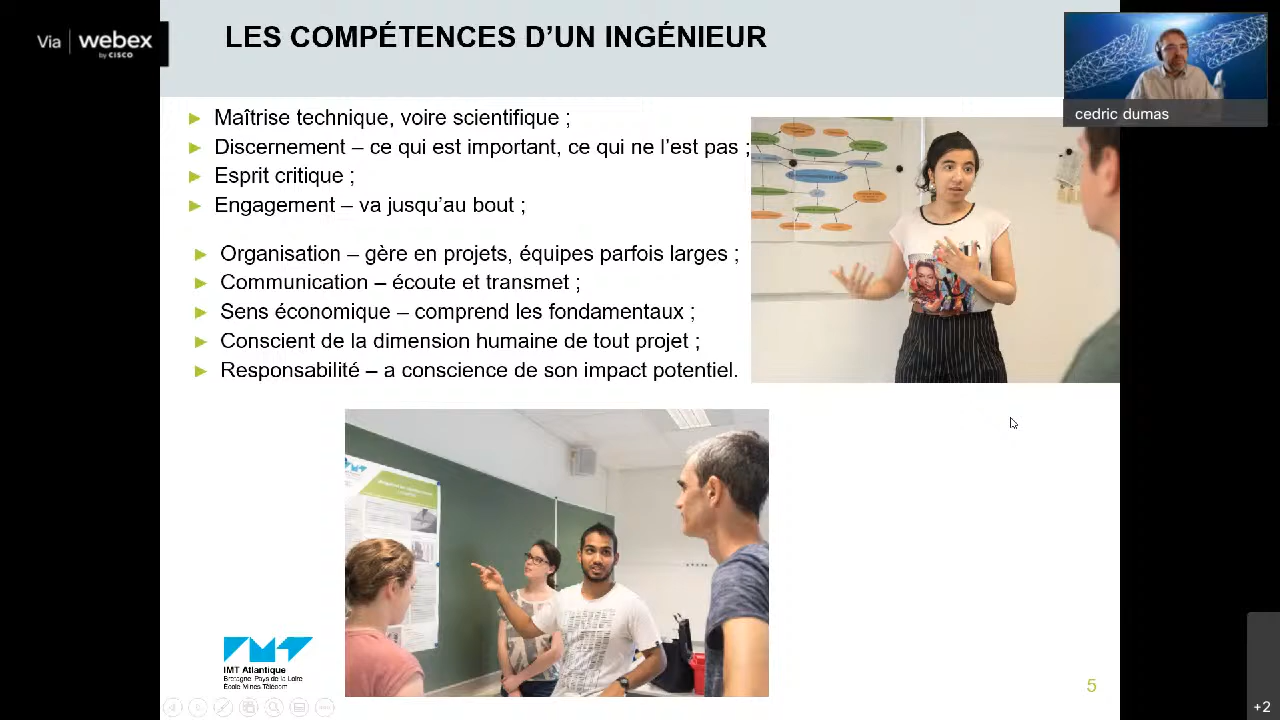 Via webex
by CISCO
LES COMPÉTENCES D'UN INGÉNIEUR
cedric dumas
Maîtrise technique, voire scientifique ;
Discernement – ce qui est important, ce qui ne l'est pas ;
Esprit critique ;
Engagement – va jusqu'au bout ;
Organisation – gère en projets, équipes parfois larges ;
Communication – écoute et transmet ;
Sens économique – comprend les fondamentaux ;
Conscient de la dimension humaine de tout projet ;
Responsabilité – a conscience de son impact potentiel.
IMT Atlantique
Bretagne-Pays de la Loire
École Mines-Télécom
5
+2